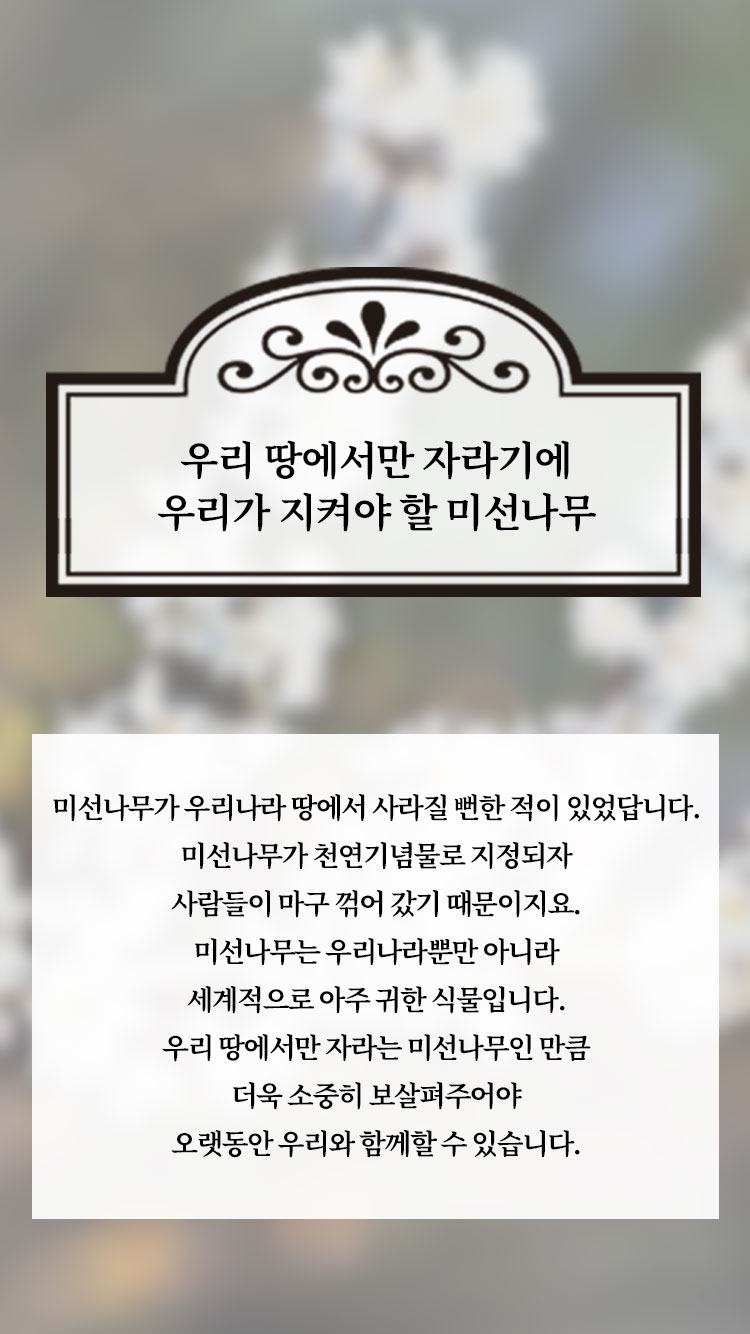 우리 땅에서만 자라기에
우리가 지켜야 할 미선나무
미선나무가 우리나라 땅에서 사라질 뻔한 적이 있었답니다.
미선나무가 천연기념물로 지정되자
사람들이 마구 꺾어 갔기 때문이지요.
미선나무는 우리나라뿐만 아니라
세계적으로 아주 귀한 식물입니다.
우리 땅에서만 자라는 미선나무인 만큼
더욱 소중히 보살펴주어야
오랫동안 우리와 함께할 수 있습니다.